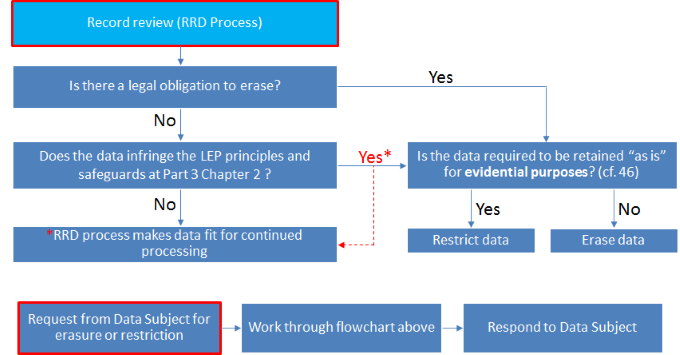 Record review (RRD Process)
Is there a legal obligation to erase?
Yes
No
Does the data infringe the LEP principles and
safeguards at Part 3 Chapter 2 ?
Yes*
Is the data required to be retained “as is”
for evidential purposes? (cf. 46)
No
Yes
No
*RRD process makes data fit for continued
processing
Restrict data
Erase data
Request from Data Subject for
erasure or restriction
Work through flowchart above
Respond to Data Subject